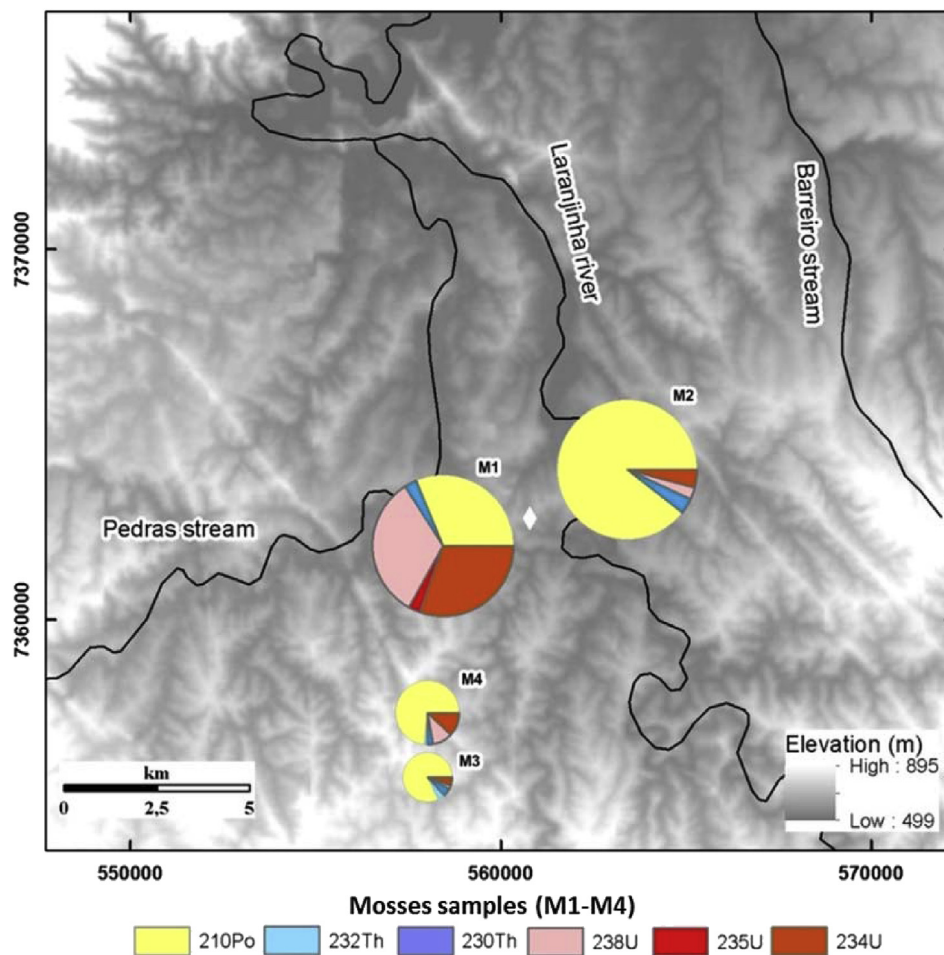 7370000
7360000
Laranjinha river
Barreiro stream
M2
M1
Pedras stream
M4
M3
km
0 2,5 5
Elevation (m)
High : 895
Low : 499
550000 560000 570000
Mosses samples (M1-M4)
210Po 232Th 230Th 238U 235U 234U